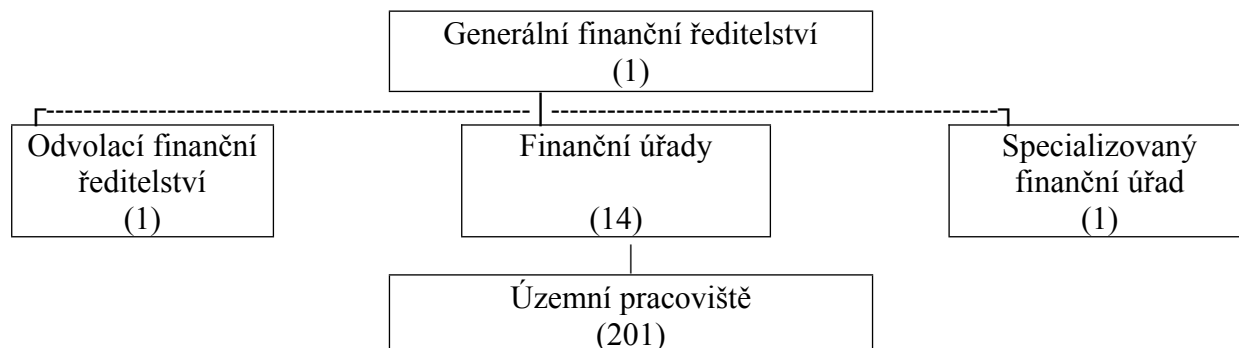 Generální finanční ředitelství
(1)
Odvolací finanční
ředitelství
(1)
Finanční úřady
(14)
Specializovaný
finanční úřad
(1)
Územní pracoviště
(201)